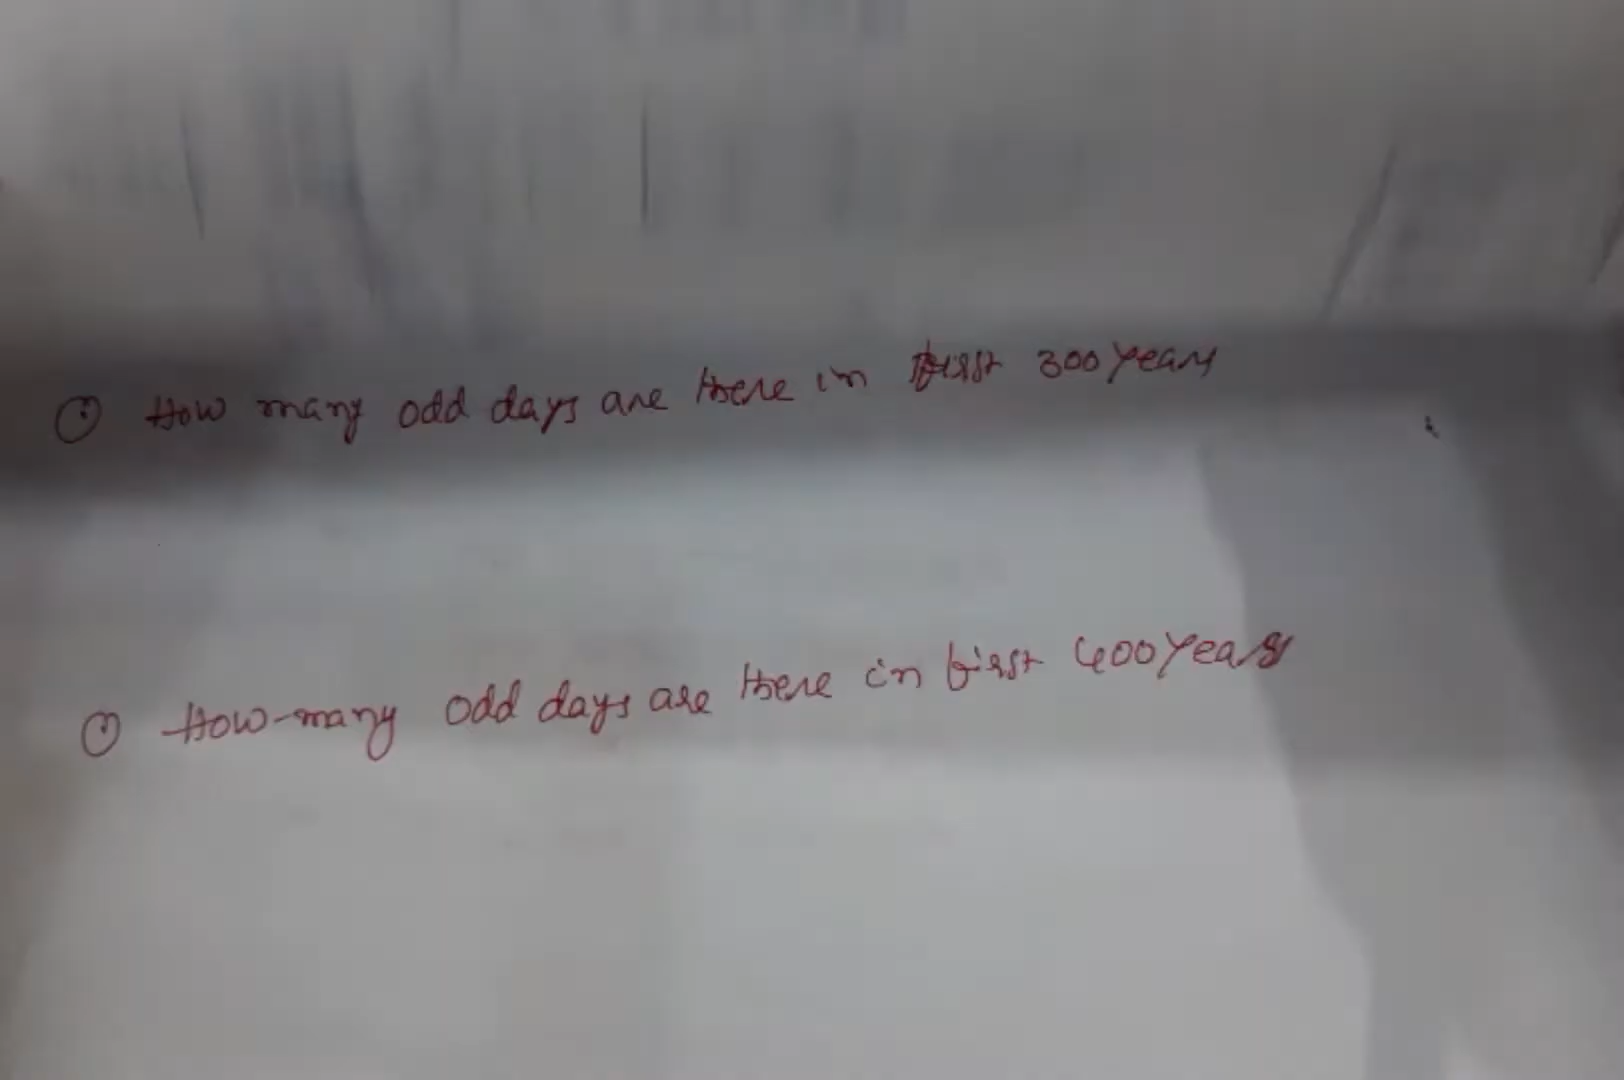 How many odd days are there in first 300 years
How-many odd days are there in first 400 years